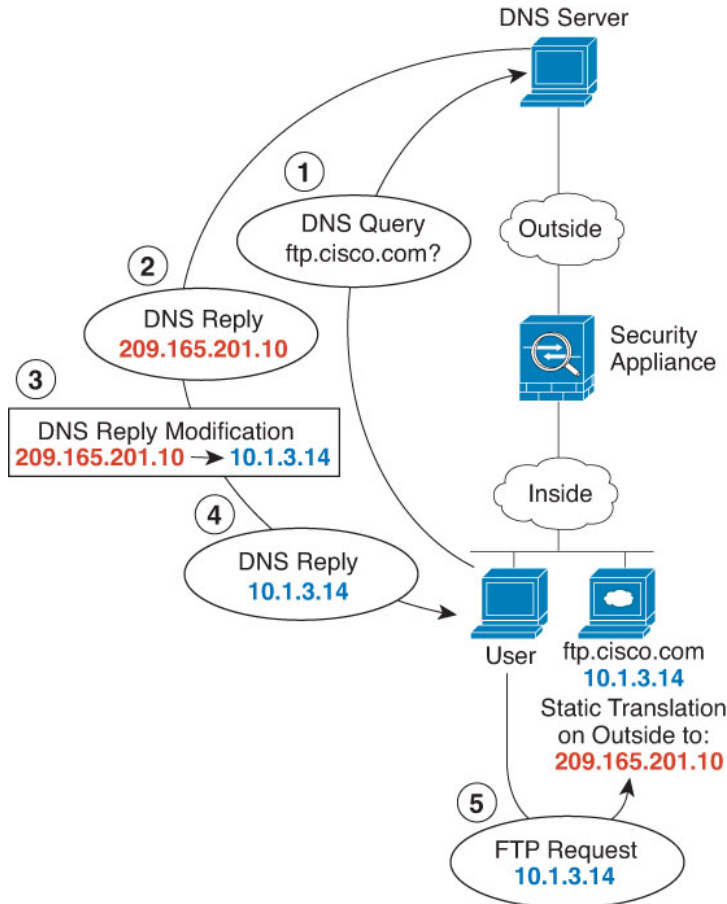 DNS Server
1
DNS Query
ftp.cisco.com?
Outside
2
DNS Reply
209.165.201.10
Security
Appliance
3
DNS Reply Modification
209.165.201.10 → 10.1.3.14
Inside
4
DNS Reply
10.1.3.14
User
ftp.cisco.com
10.1.3.14
Static Translation
on Outside to:
209.165.201.10
5
FTP Request
10.1.3.14